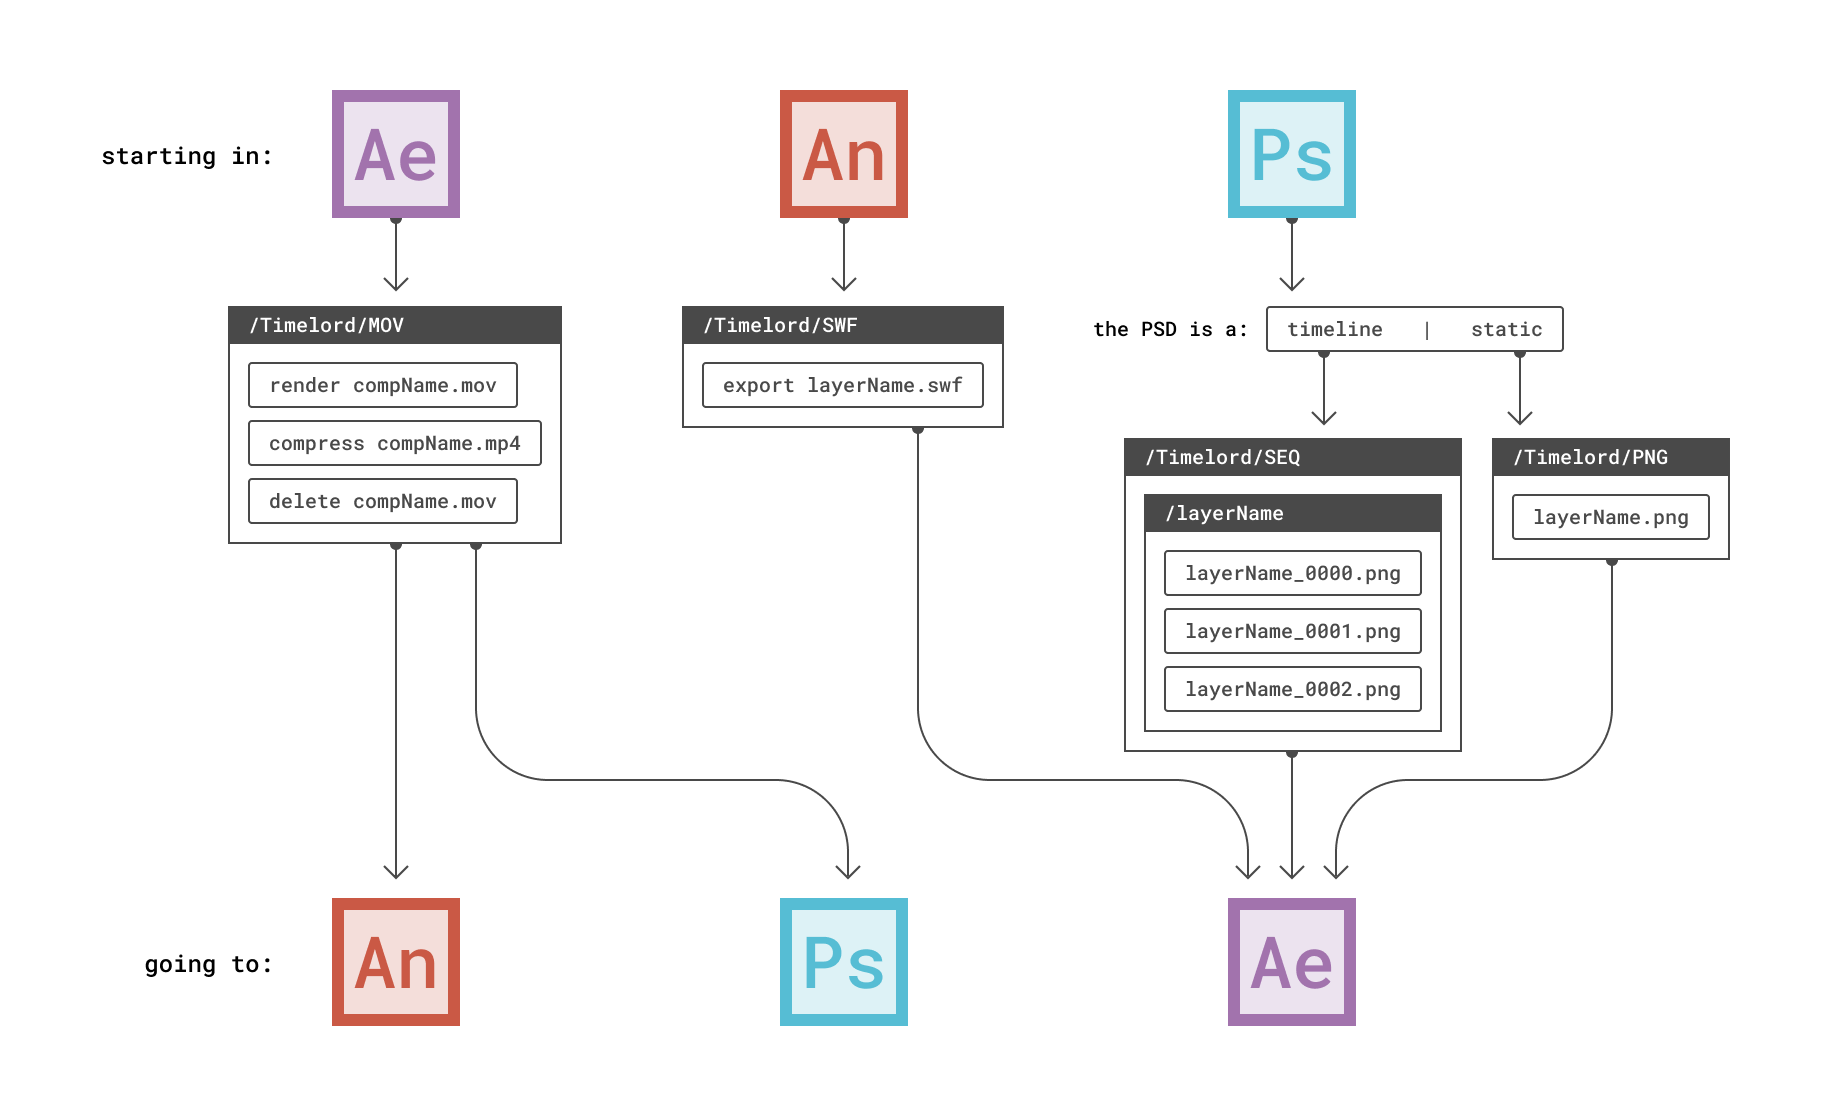 starting in:
Ae
An
Ps
/Timelord/MOV
render compName.mov
compress compName.mp4
delete compName.mov
/Timelord/SWF
export layerName.swf
the PSD is a:
timeline | static
/Timelord/SEQ
/layerName
layerName_0000.png
layerName_0001.png
layerName_0002.png
/Timelord/PNG
layerName.png
going to:
An
Ps
Ae